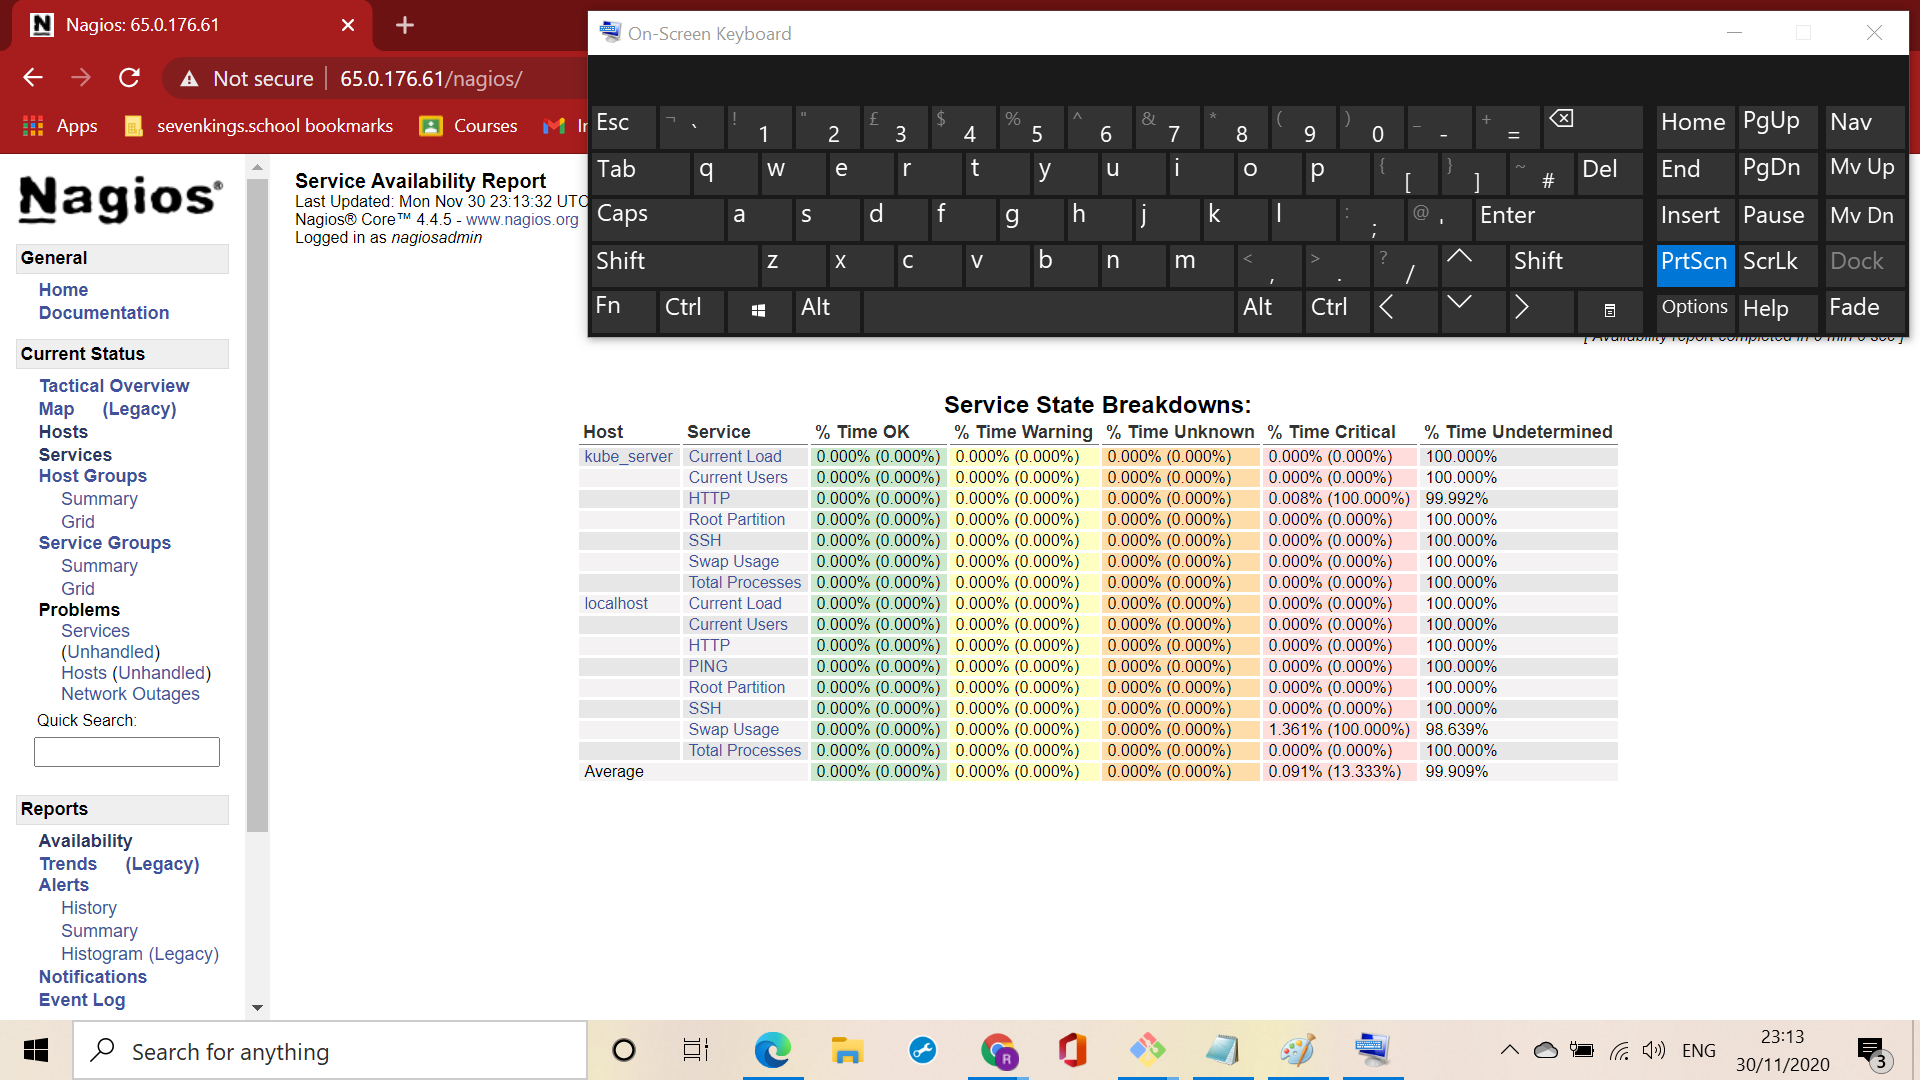 Nagios: 65.0.176.61
On-Screen Keyboard
Not secure 65.0.176.61/nagios/
Apps sevenkings.school bookmarks Courses
Esc ¬ ` ! 1 " 2 £ 3 $ 4 % 5 ^ 6 & 7 * 8 ( 9 ) 0 _ - + = Home PgUp Nav
Tab q w e r t y u i o p { [ } ] ~ # Del End PgDn Mv Up
Caps a s d f g h j k l : ; @ ' Enter Insert Pause Mv Dn
Shift z x c v b n m < , > . ? / Shift PrtScn ScrLk Dock
Fn Ctrl Alt Alt Ctrl Options Help Fade
Nagios®
General
Home
Documentation
Current Status
Tactical Overview
Map (Legacy)
Hosts
Services
Host Groups
Summary
Grid
Service Groups
Summary
Grid
Problems
Services
(Unhandled)
Hosts (Unhandled)
Network Outages
Quick Search:
Reports
Availability
Trends (Legacy)
Alerts
History
Summary
Histogram (Legacy)
Notifications
Event Log
Service Availability Report
Last Updated: Mon Nov 30 23:13:32 UTC
Nagios® Core™ 4.4.5 - www.nagios.org
Logged in as nagiosadmin
[ Availability report completed in 0 min 0 sec ]
Service State Breakdowns:
Host Service % Time OK % Time Warning % Time Unknown % Time Critical % Time Undetermined
kube_server Current Load 0.000% (0.000%) 0.000% (0.000%) 0.000% (0.000%) 0.000% (0.000%) 100.000%
Current Users 0.000% (0.000%) 0.000% (0.000%) 0.000% (0.000%) 0.000% (0.000%) 100.000%
HTTP 0.000% (0.000%) 0.000% (0.000%) 0.000% (0.000%) 0.008% (100.000%) 99.992%
Root Partition 0.000% (0.000%) 0.000% (0.000%) 0.000% (0.000%) 0.000% (0.000%) 100.000%
SSH 0.000% (0.000%) 0.000% (0.000%) 0.000% (0.000%) 0.000% (0.000%) 100.000%
Swap Usage 0.000% (0.000%) 0.000% (0.000%) 0.000% (0.000%) 0.000% (0.000%) 100.000%
Total Processes 0.000% (0.000%) 0.000% (0.000%) 0.000% (0.000%) 0.000% (0.000%) 100.000%
localhost Current Load 0.000% (0.000%) 0.000% (0.000%) 0.000% (0.000%) 0.000% (0.000%) 100.000%
Current Users 0.000% (0.000%) 0.000% (0.000%) 0.000% (0.000%) 0.000% (0.000%) 100.000%
HTTP 0.000% (0.000%) 0.000% (0.000%) 0.000% (0.000%) 0.000% (0.000%) 100.000%
PING 0.000% (0.000%) 0.000% (0.000%) 0.000% (0.000%) 0.000% (0.000%) 100.000%
Root Partition 0.000% (0.000%) 0.000% (0.000%) 0.000% (0.000%) 0.000% (0.000%) 100.000%
SSH 0.000% (0.000%) 0.000% (0.000%) 0.000% (0.000%) 0.000% (0.000%) 100.000%
Swap Usage 0.000% (0.000%) 0.000% (0.000%) 0.000% (0.000%) 1.361% (100.000%) 98.639%
Total Processes 0.000% (0.000%) 0.000% (0.000%) 0.000% (0.000%) 0.000% (0.000%) 100.000%
Average 0.000% (0.000%) 0.000% (0.000%) 0.000% (0.000%) 0.091% (13.333%) 99.909%
Search for anything
R
ENG
23:13
30/11/2020
3